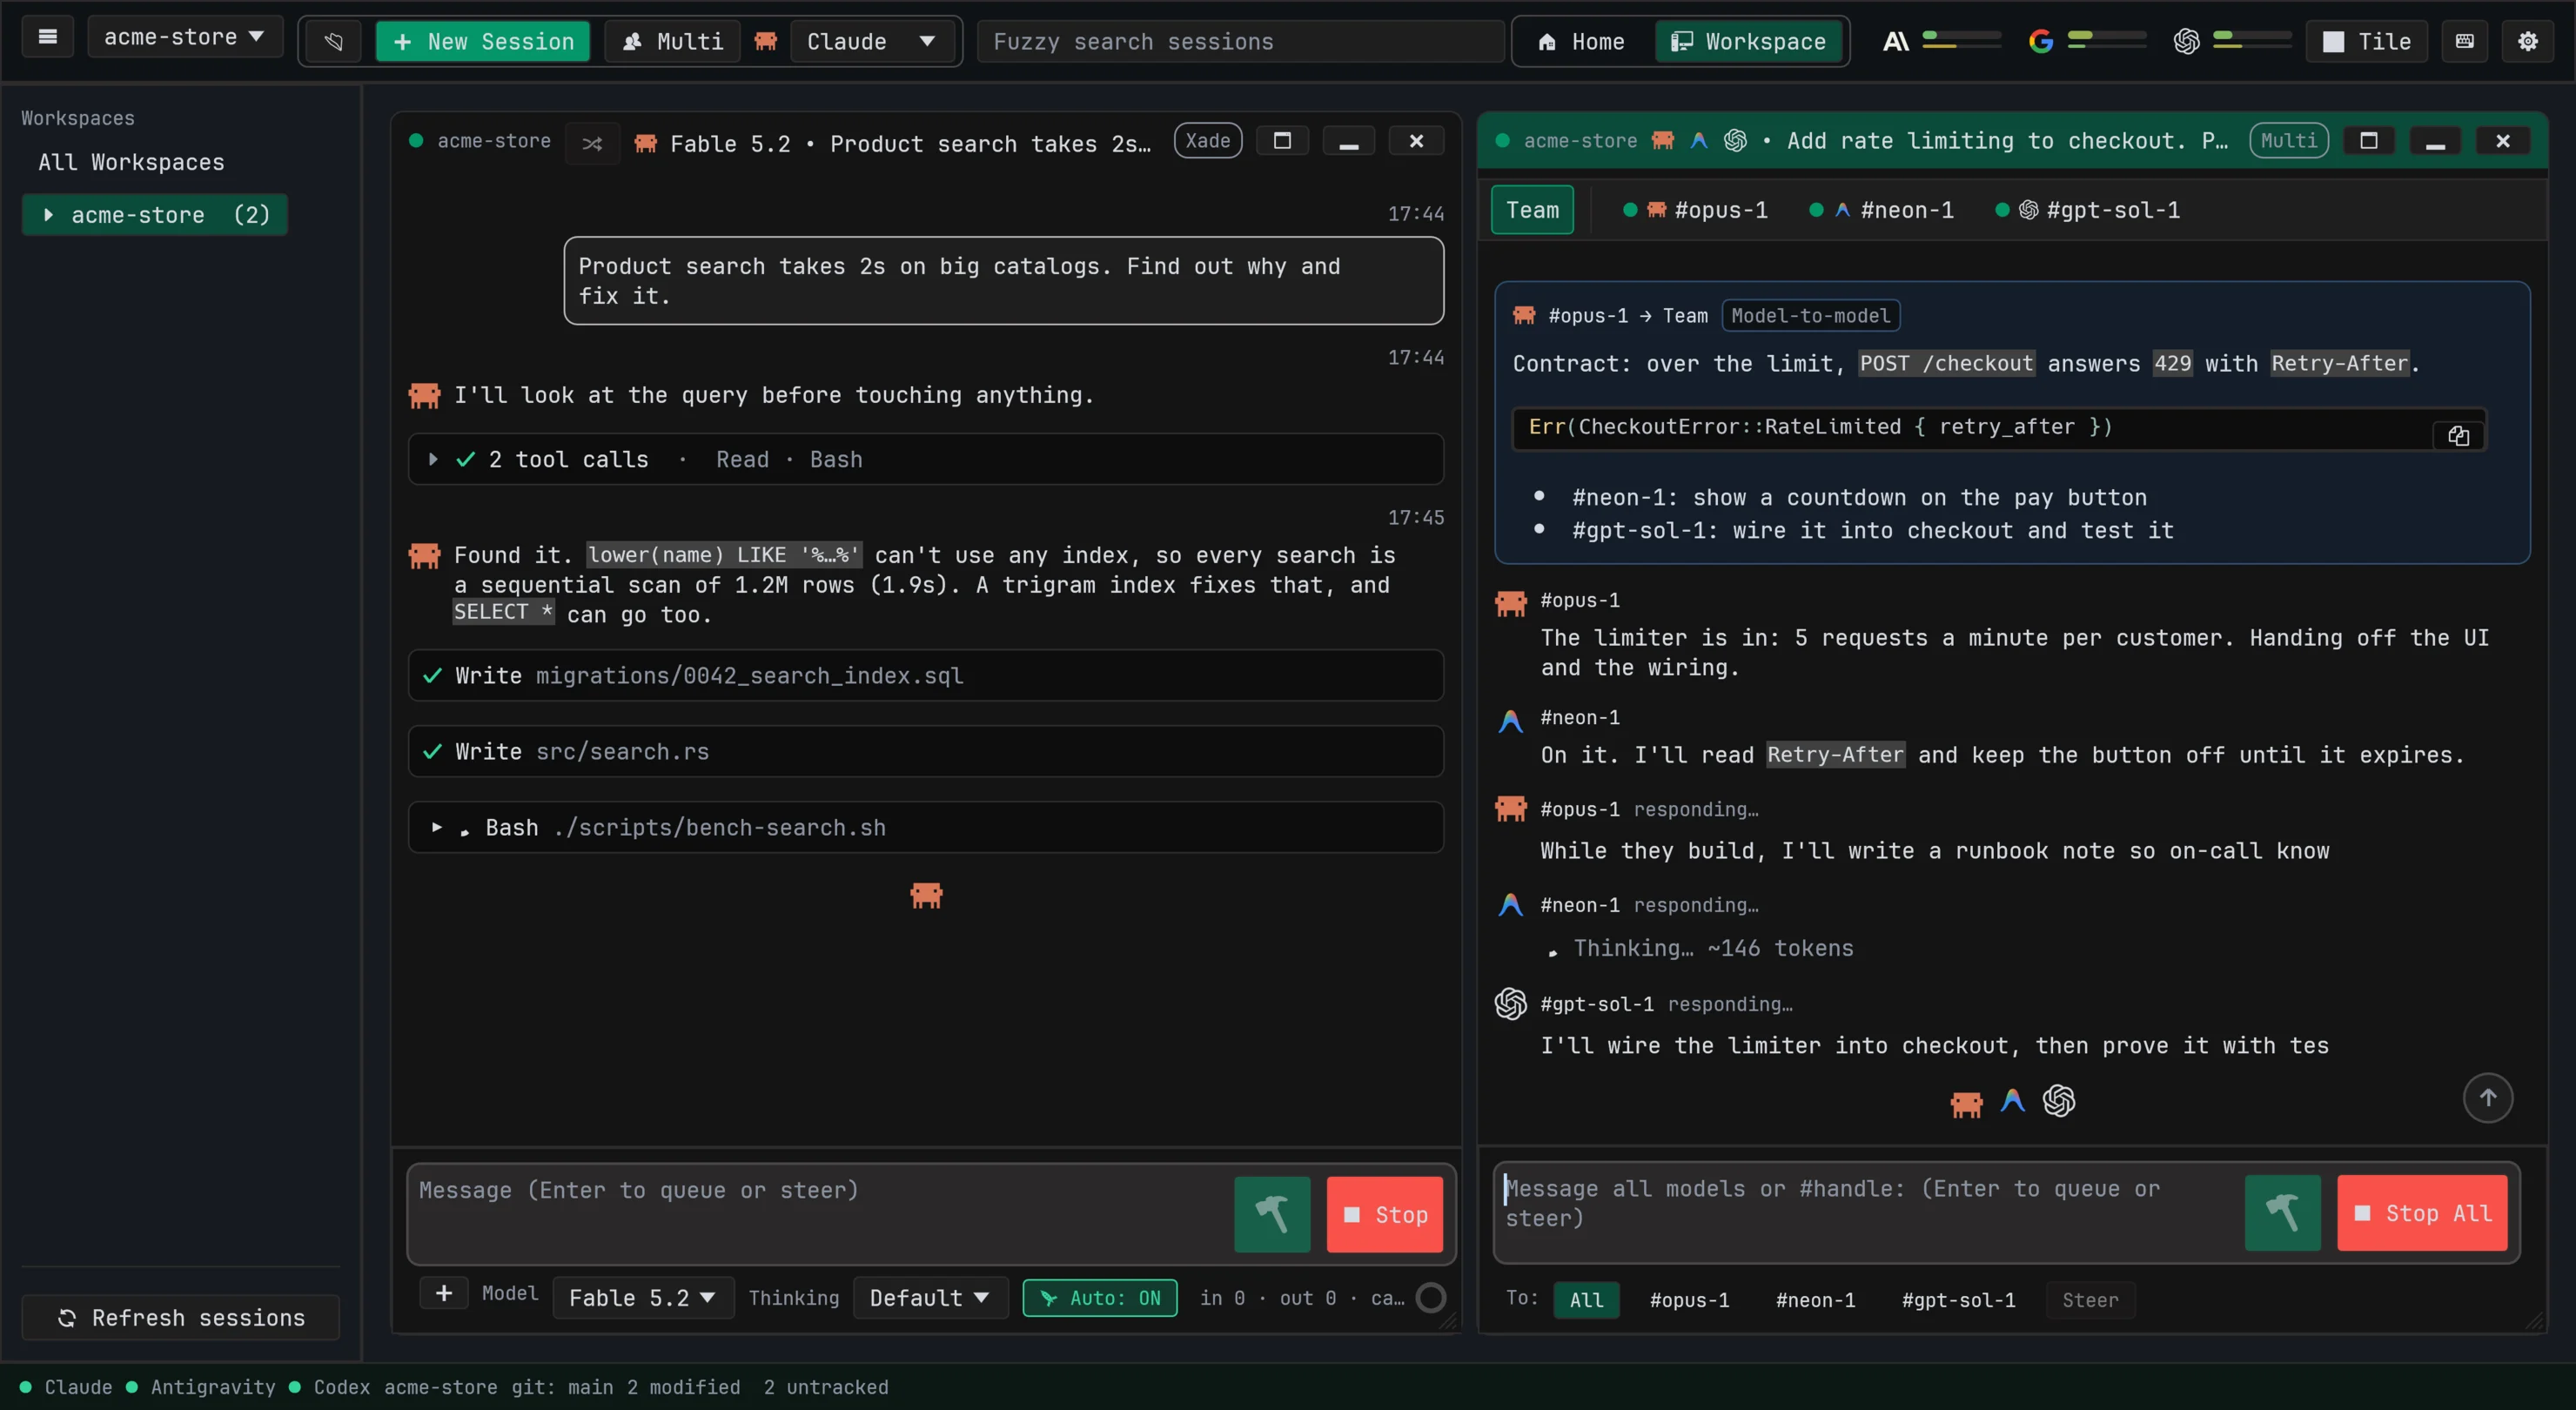 acme-store
New Session
Multi
Claude
Fuzzy search sessions
Home
Workspace
Tile
Workspaces
All Workspaces
acme-store (2)
Refresh sessions
acme-store
Fable 5.2 • Product search takes 2s…
Xade
17:44
Product search takes 2s on big catalogs. Find out why and
fix it.
17:44
I'll look at the query before touching anything.
2 tool calls · Read · Bash
17:45
Found it. lower(name) LIKE '%…%' can't use any index, so every search is
a sequential scan of 1.2M rows (1.9s). A trigram index fixes that, and
SELECT * can go too.
Write migrations/0042_search_index.sql
Write src/search.rs
Bash ./scripts/bench-search.sh
Message (Enter to queue or steer)
Stop
Model Fable 5.2 Thinking Default Auto: ON in 0 · out 0 · ca…
acme-store • Add rate limiting to checkout. P…
Multi
Team #opus-1 #neon-1 #gpt-sol-1
#opus-1 → Team Model-to-model
Contract: over the limit, POST /checkout answers 429 with Retry-After.
Err(CheckoutError::RateLimited { retry_after })
• #neon-1: show a countdown on the pay button
• #gpt-sol-1: wire it into checkout and test it
#opus-1
The limiter is in: 5 requests a minute per customer. Handing off the UI
and the wiring.
#neon-1
On it. I'll read Retry-After and keep the button off until it expires.
#opus-1 responding…
While they build, I'll write a runbook note so on-call know
#neon-1 responding…
Thinking… ~146 tokens
#gpt-sol-1 responding…
I'll wire the limiter into checkout, then prove it with tes
Message all models or #handle: (Enter to queue or
steer)
Stop All
To: All #opus-1 #neon-1 #gpt-sol-1 Steer
Claude Antigravity Codex acme-store git: main 2 modified 2 untracked